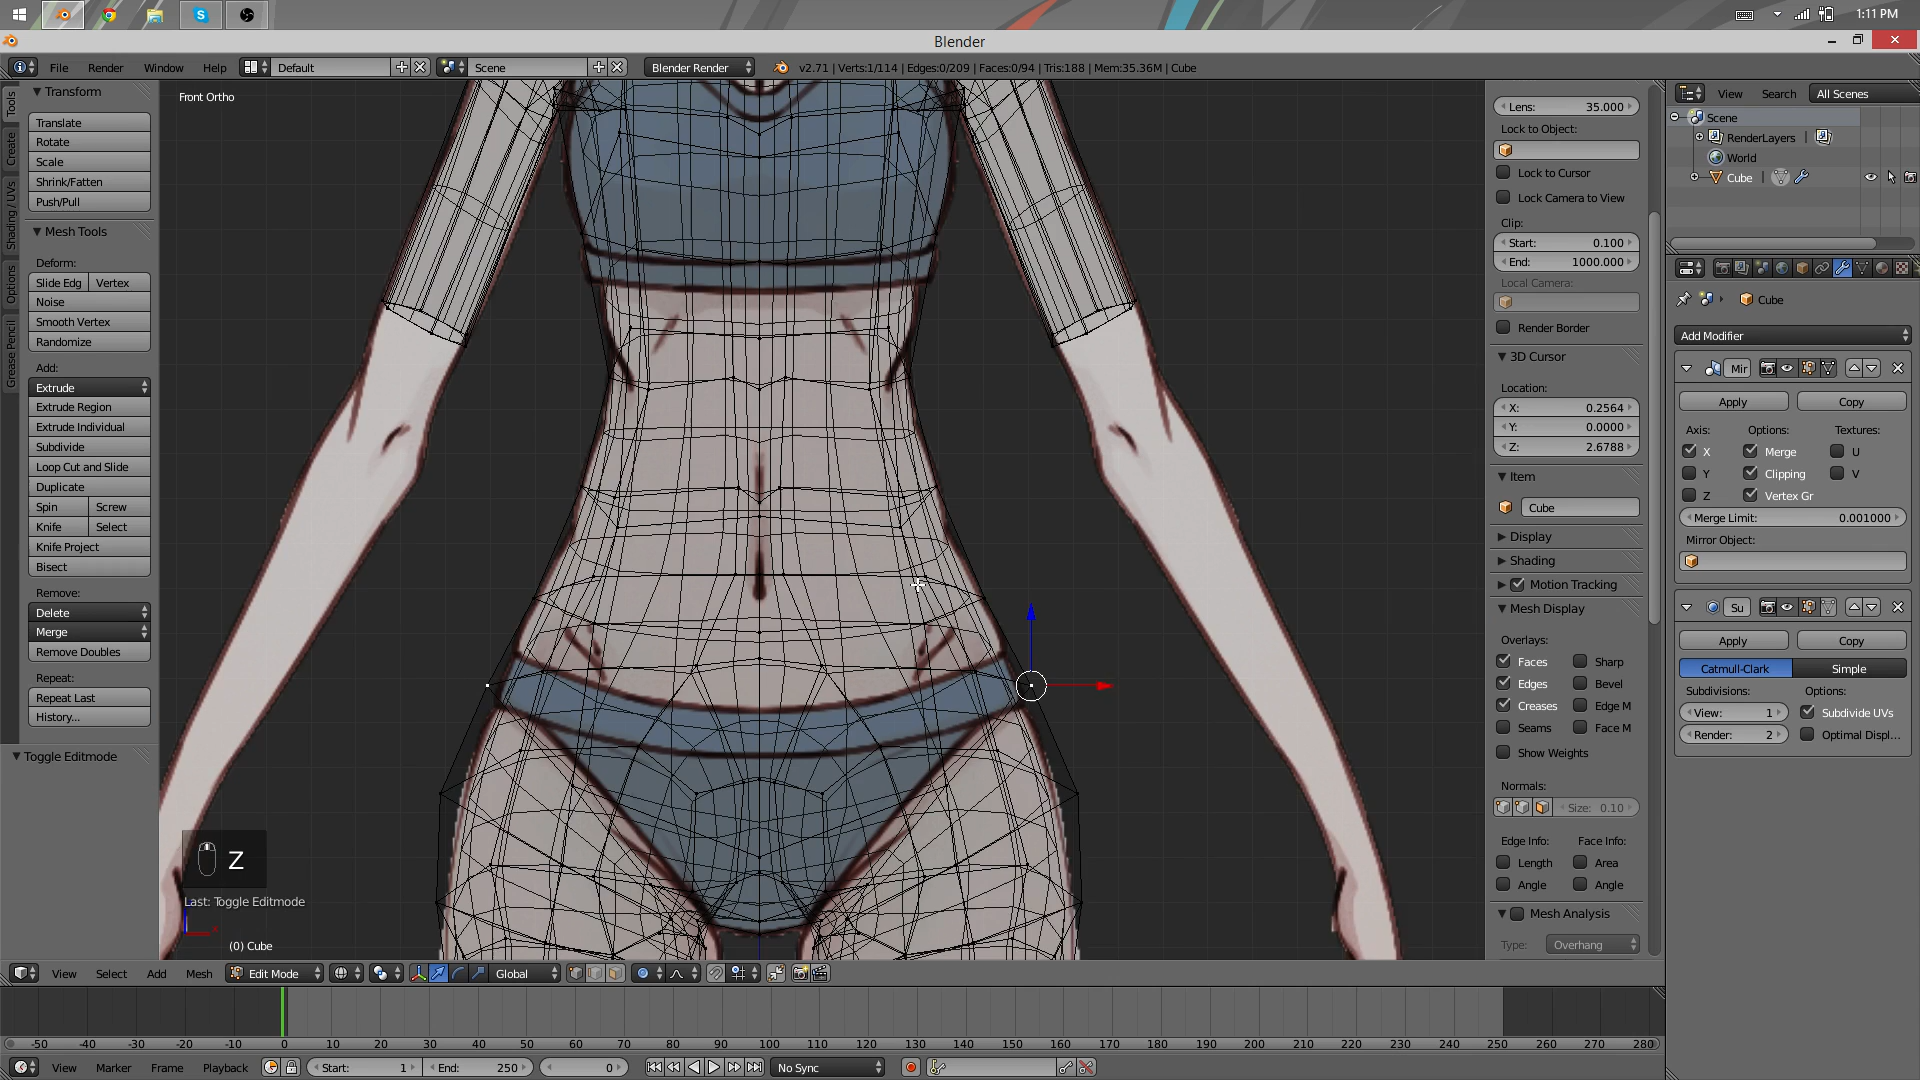 1:11 PM
Blender
File Render Window Help Default Scene Blender Render v2.71 | Verts:1/114 | Edges:0/209 | Faces:0/94 | Tris:188 | Mem:35.36M | Cube
Tools
Create
Shading / UVs
Options
Grease Pencil
Transform
Translate
Rotate
Scale
Shrink/Fatten
Push/Pull
Mesh Tools
Deform:
Slide Edg Vertex
Noise
Smooth Vertex
Randomize
Add:
Extrude
Extrude Region
Extrude Individual
Subdivide
Loop Cut and Slide
Duplicate
Spin Screw
Knife Select
Knife Project
Bisect
Remove:
Delete
Merge
Remove Doubles
Repeat:
Repeat Last
History...
Toggle Editmode
Front Ortho
Z
Last: Toggle Editmode
(0) Cube
Lens: 35.000
Lock to Object:
Lock to Cursor
Lock Camera to View
Clip:
Start: 0.100
End: 1000.000
Local Camera:
Render Border
3D Cursor
Location:
X: 0.2564
Y: 0.0000
Z: 2.6788
Item
Cube
Display
Shading
Motion Tracking
Mesh Display
Overlays:
Faces Sharp
Edges Bevel
Creases Edge M
Seams Face M
Show Weights
Normals:
Size: 0.10
Edge Info: Face Info:
Length Area
Angle Angle
Mesh Analysis
Type: Overhang
View Search All Scenes
Scene
RenderLayers
World
Cube
Cube
Add Modifier
Mir
Apply Copy
Axis: Options: Textures:
X Merge U
Y Clipping V
Z Vertex Gr
Merge Limit: 0.001000
Mirror Object:
Su
Apply Copy
Catmull-Clark Simple
Subdivisions: Options:
View: 1 Subdivide UVs
Render: 2 Optimal Displ...
View Select Add Mesh Edit Mode Global
-50 -40 -30 -20 -10 0 10 20 30 40 50 60 70 80 90 100 110 120 130 140 150 160 170 180 190 200 210 220 230 240 250 260 270 280
View Marker Frame Playback Start: 1 End: 250 0 No Sync